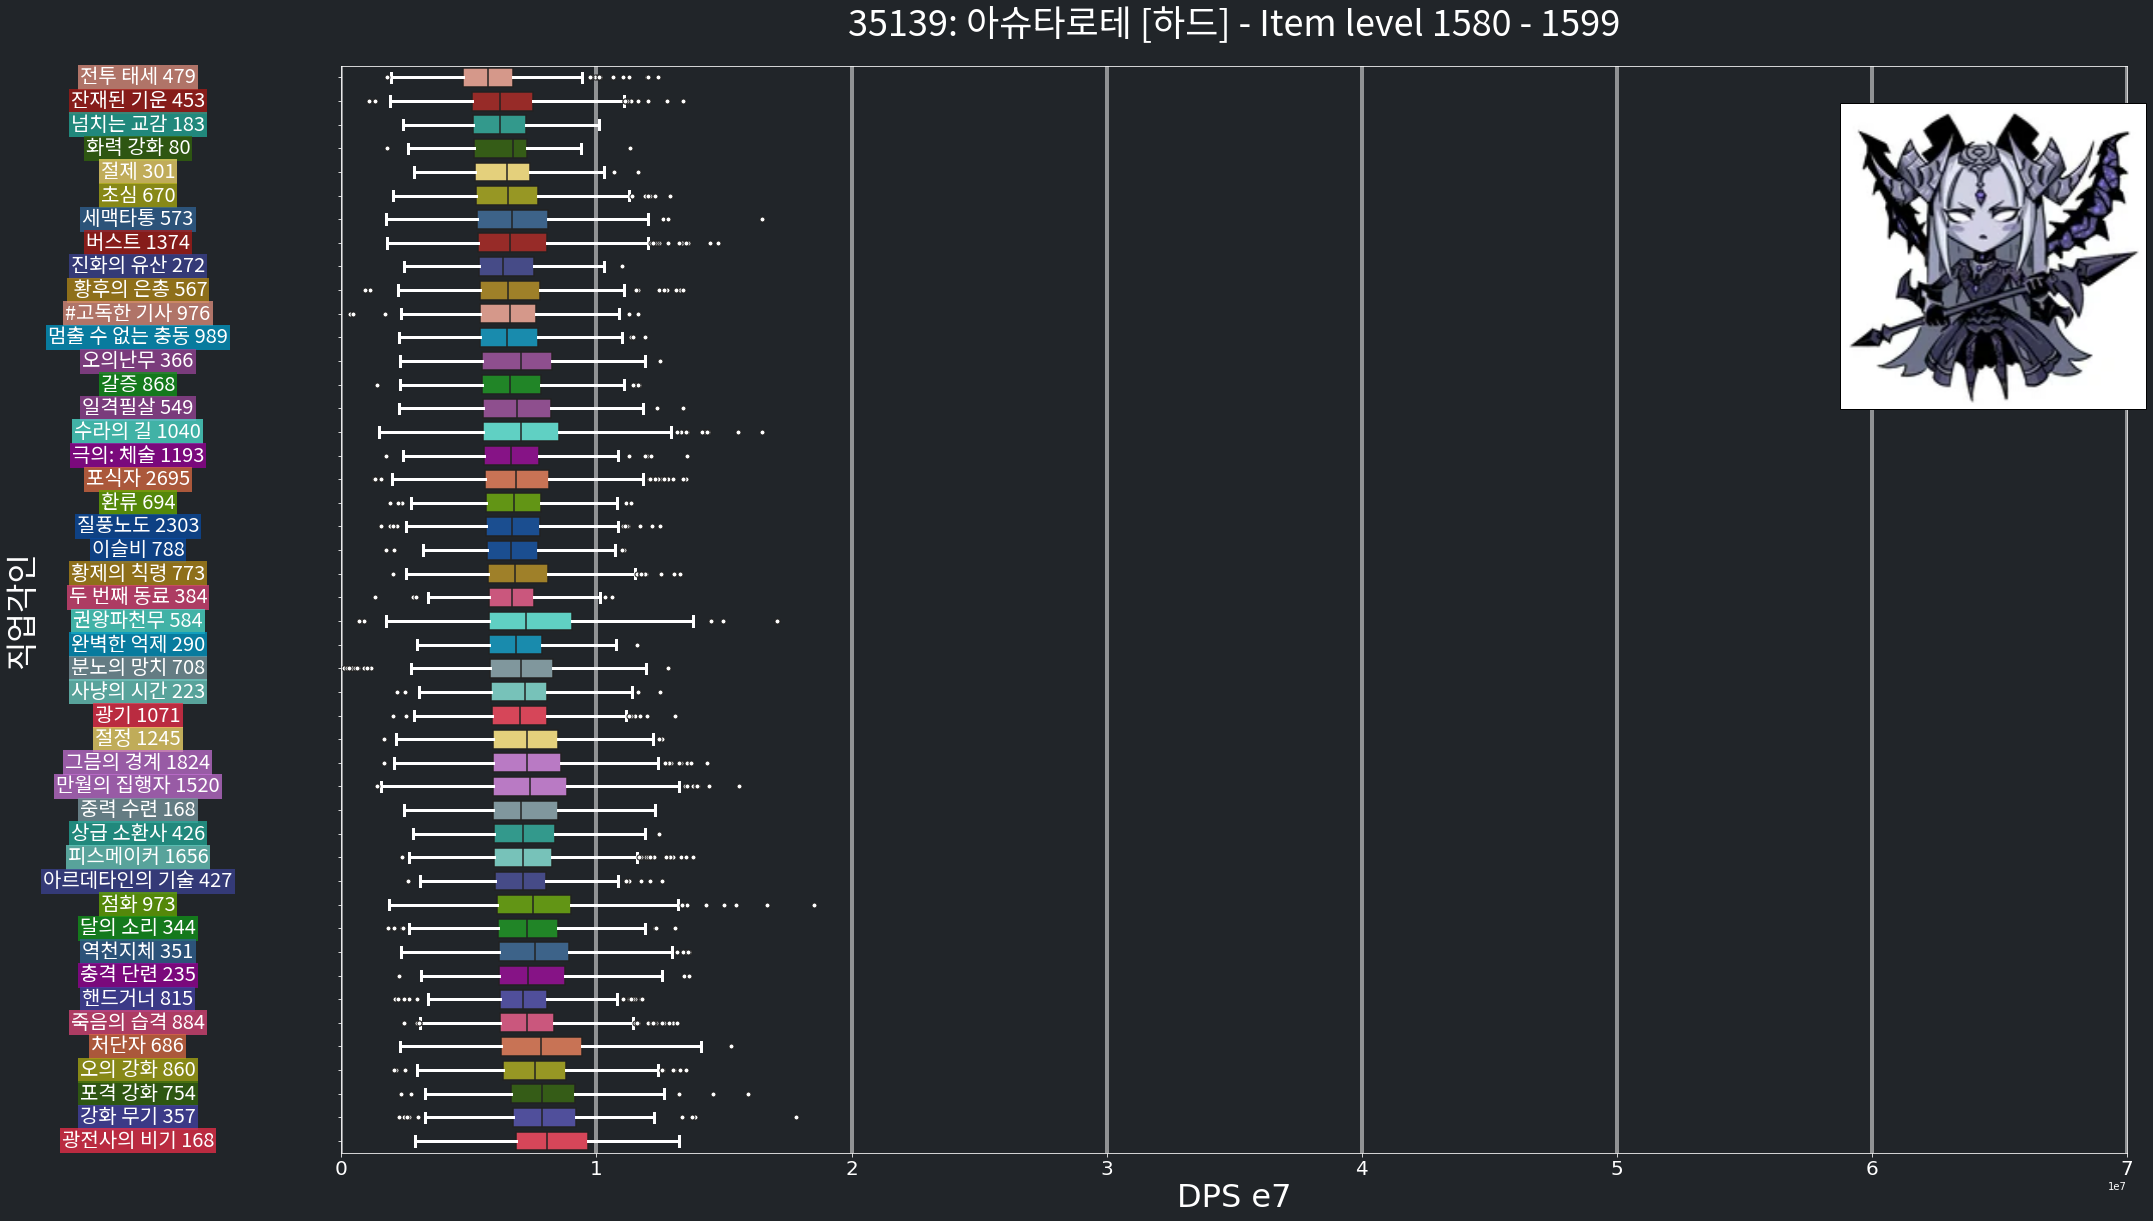 35139: 아슈타로테 [하드] - Item level 1580 - 1599
전투 태세 479
잔재된 기운 453
넘치는 교감 183
화력 강화 80
절제 301
초심 670
세맥타통 573
버스트 1374
진화의 유산 272
황후의 은총 567
#고독한 기사 976
멈출 수 없는 충동 989
오의난무 366
갈증 868
일격필살 549
수라의 길 1040
극의: 체술 1193
포식자 2695
환류 694
질풍노도 2303
이슬비 788
황제의 칙령 773
두 번째 동료 384
권왕파천무 584
완벽한 억제 290
분노의 망치 708
사냥의 시간 223
광기 1071
절정 1245
그믐의 경계 1824
만월의 집행자 1520
중력 수련 168
상급 소환사 426
피스메이커 1656
아르데타인의 기술 427
점화 973
달의 소리 344
역천지체 351
충격 단련 235
핸드거너 815
죽음의 습격 884
처단자 686
오의 강화 860
포격 강화 754
강화 무기 357
광전사의 비기 168
직업각인
0 1 2 3 4 5 6 7
1e7
DPS e7